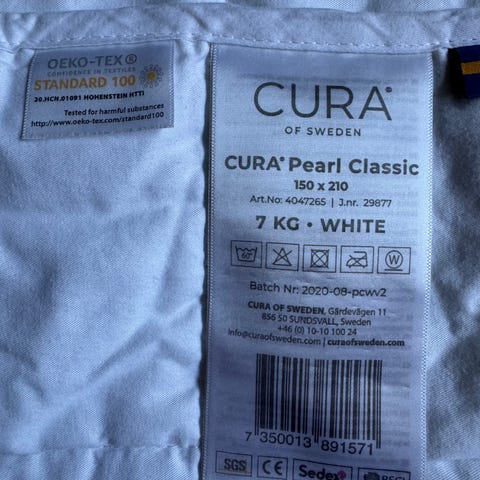 OEKO-TEX®
CONFIDENCE IN TEXTILES
STANDARD 100
20.HCN.01091 HOHENSTEIN HTTI
Tested for harmful substances
http://www.oeko-tex.com/standard100
CURA®
OF SWEDEN
CURA® Pearl Classic
150 x 210
Art.No: 4047265 | J.nr. 29877
7 KG • WHITE
60°
W
Batch Nr: 2020-08-pcwv2
CURA OF SWEDEN, Gärdevägen 11
856 50 SUNDSVALL, Sweden
+46 (0) 10-10 100 24
info@curaofsweden.com | curaofsweden.com
7 350013 891571
SGS CE Sedex BSCI